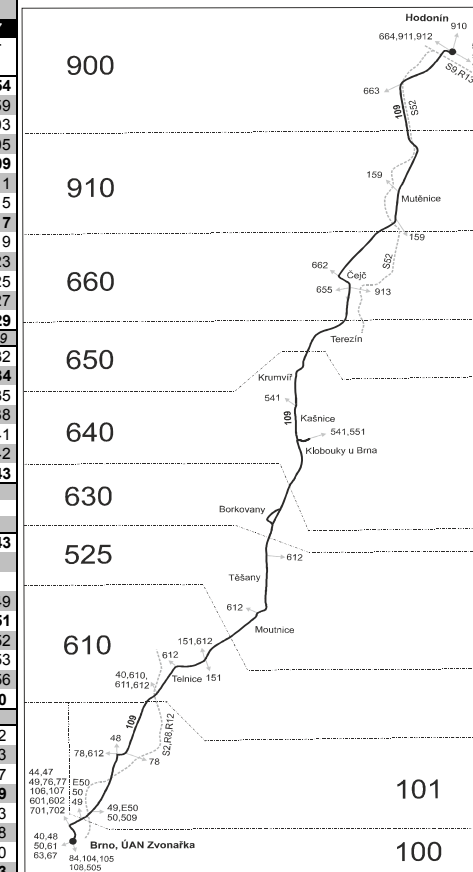 Hodonín
910
664,911,912
S9,R13
900
663
109
S52
159
910
Mutěnice
159
S52
662
Čejč
660
655
913
Terezín
650
Krumvíř
541
109
Kašnice
640
541,551
Klobouky u Brna
630
Borkovany
525
612
Těšany
612
Moutnice
610
151,612
612
Telnice
151
40,610,
611,612
109
S2,R8,R12
48
78,612
78
44,47
49,76,77
106,107
601,602
701,702
E50
50
49
101
49,E50
50,509
40,48
50,61
63,67
Brno, ÚAN Zvonařka
84,104,105
108,505
100